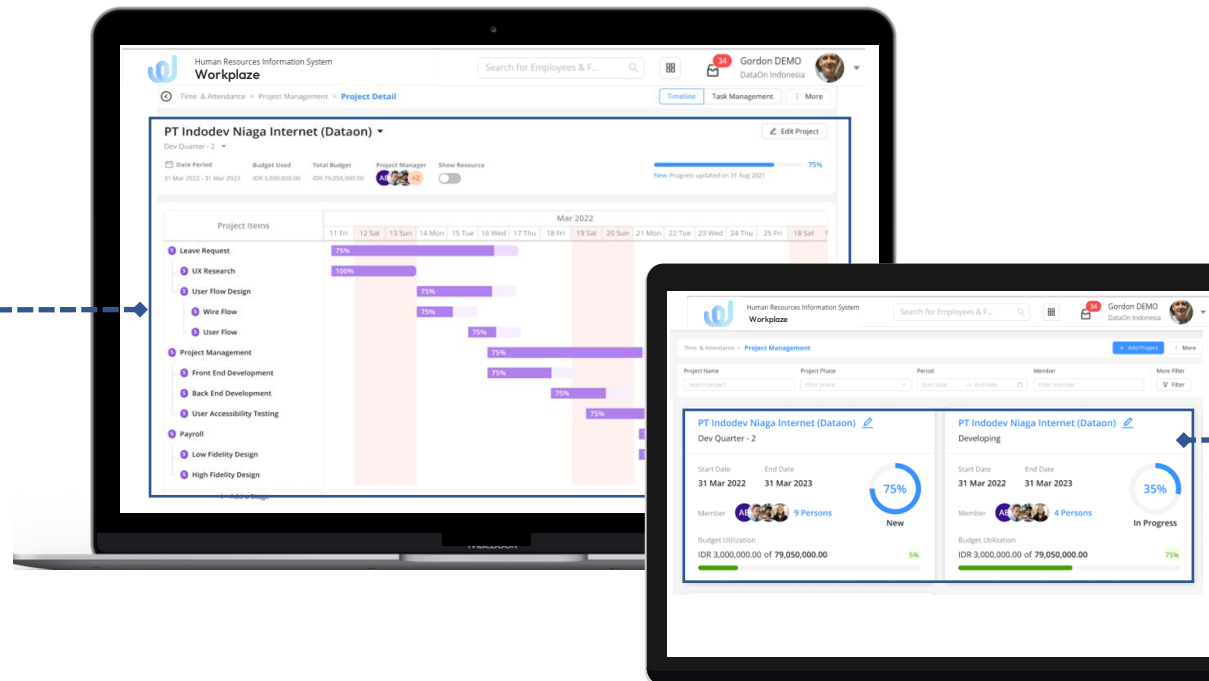 Human Resources Information System
Workplaze
Search for Employees & F...
34
Gordon DEMO
DataOn Indonesia
Time & Attendance > Project Management > Project Detail
Timeline
Task Management
More
PT Indodev Niaga Internet (Dataon)
Edit Project
Dev Quarter - 2
Date Period
Budget Used
Total Budget
Project Manager
Show Resource
75%
31 Mar 2022 - 31 Mar 2023
IDR 3,000,000.00
IDR 79,050,000.00
+2
New Progress updated on 31 Aug 2021
Project Items
Mar 2022
11 Fri 12 Sat 13 Sun 14 Mon 15 Tue 16 Wed 17 Thu 18 Fri 19 Sat 20 Sun 21 Mon 22 Tue 23 Wed 24 Thu 25 Fri 18 Sat 1
S Leave Request 75%
S UX Research 100%
S User Flow Design 75%
S Wire Flow 75%
S User Flow 75%
S Project Management 75%
S Front End Development 75%
S Back End Development 75%
S User Accessibility Testing 75%
S Payroll
S Low Fidelity Design
S High Fidelity Design
Human Resources Information System
Workplaze
Search for Employees & F...
34
Gordon DEMO
DataOn Indonesia
Time & Attendance > Project Management
+ Add Project
More
Project Name
Project Phase
Period
Member
More Filter
Search project
Filter phase
Start date → End date
Filter member
Filter
PT Indodev Niaga Internet (Dataon)
Dev Quarter - 2
Start Date
End Date
31 Mar 2022
31 Mar 2023
75%
Member
9 Persons
New
Budget Utilization
IDR 3,000,000.00 of 79,050,000.00
5%
PT Indodev Niaga Internet (Dataon)
Developing
Start Date
End Date
31 Mar 2022
31 Mar 2023
35%
Member
4 Persons
In Progress
Budget Utilization
IDR 3,000,000.00 of 79,050,000.00
75%